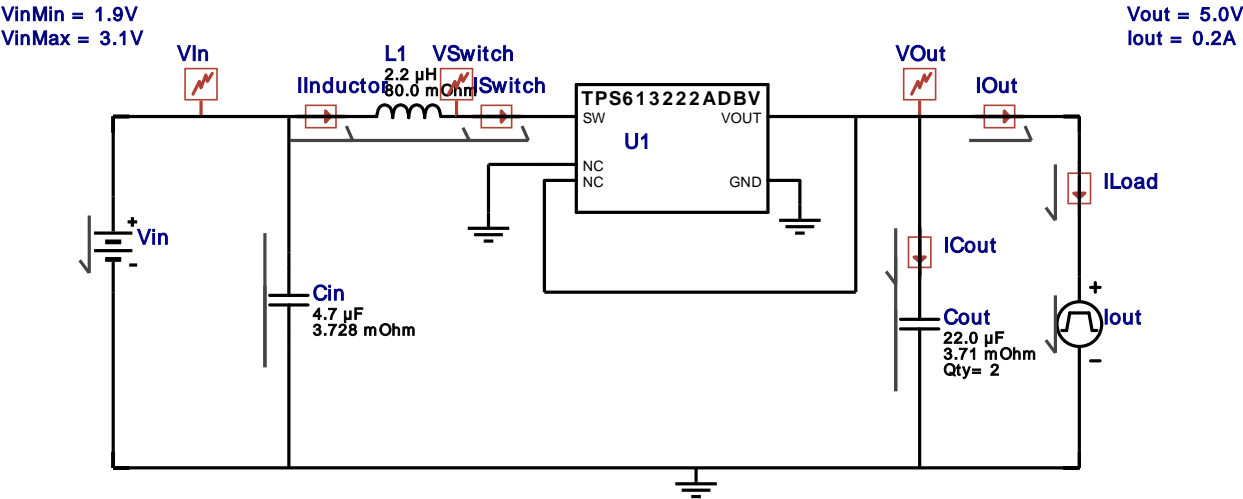 VinMin = 1.9V
VinMax = 3.1V
Vout = 5.0V
Iout = 0.2A
VIn
L1
VSwitch
VOut
2.2 µH
80.0 mOhm
IInductor
ISwitch
IOut
TPS613222ADBV
SW
VOUT
U1
NC
NC
GND
ILoad
+
Vin
-
ICout
Cin
4.7 µF
3.728 mOhm
+
Cout
22.0 µF
3.71 mOhm
Qty= 2
Iout
-